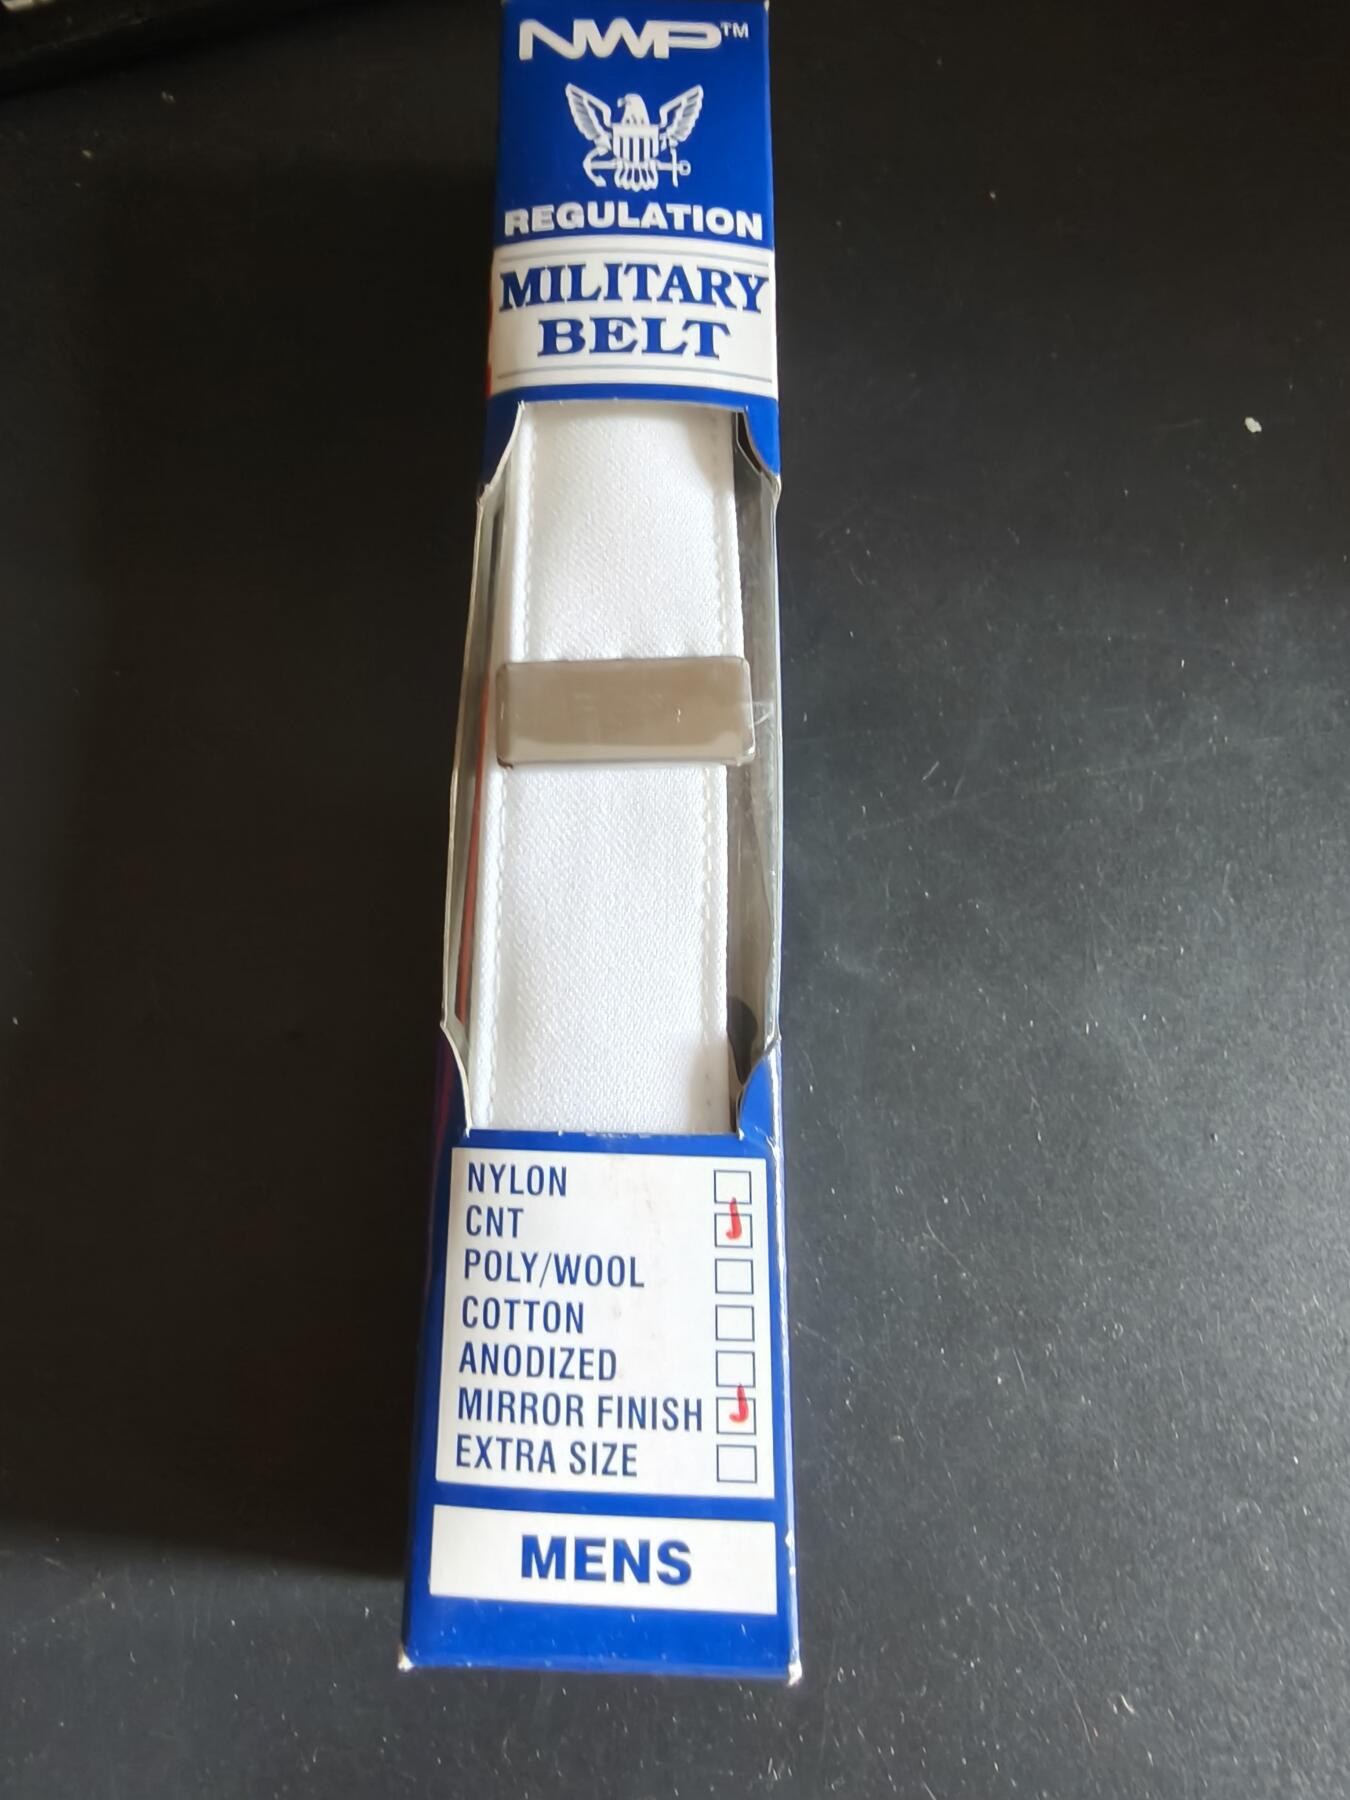 NWP™
REGULATION
MILITARY
BELT
NYLON
CNT
POLY/WOOL
COTTON
ANODIZED
MIRROR FINISH
EXTRA SIZE
MENS